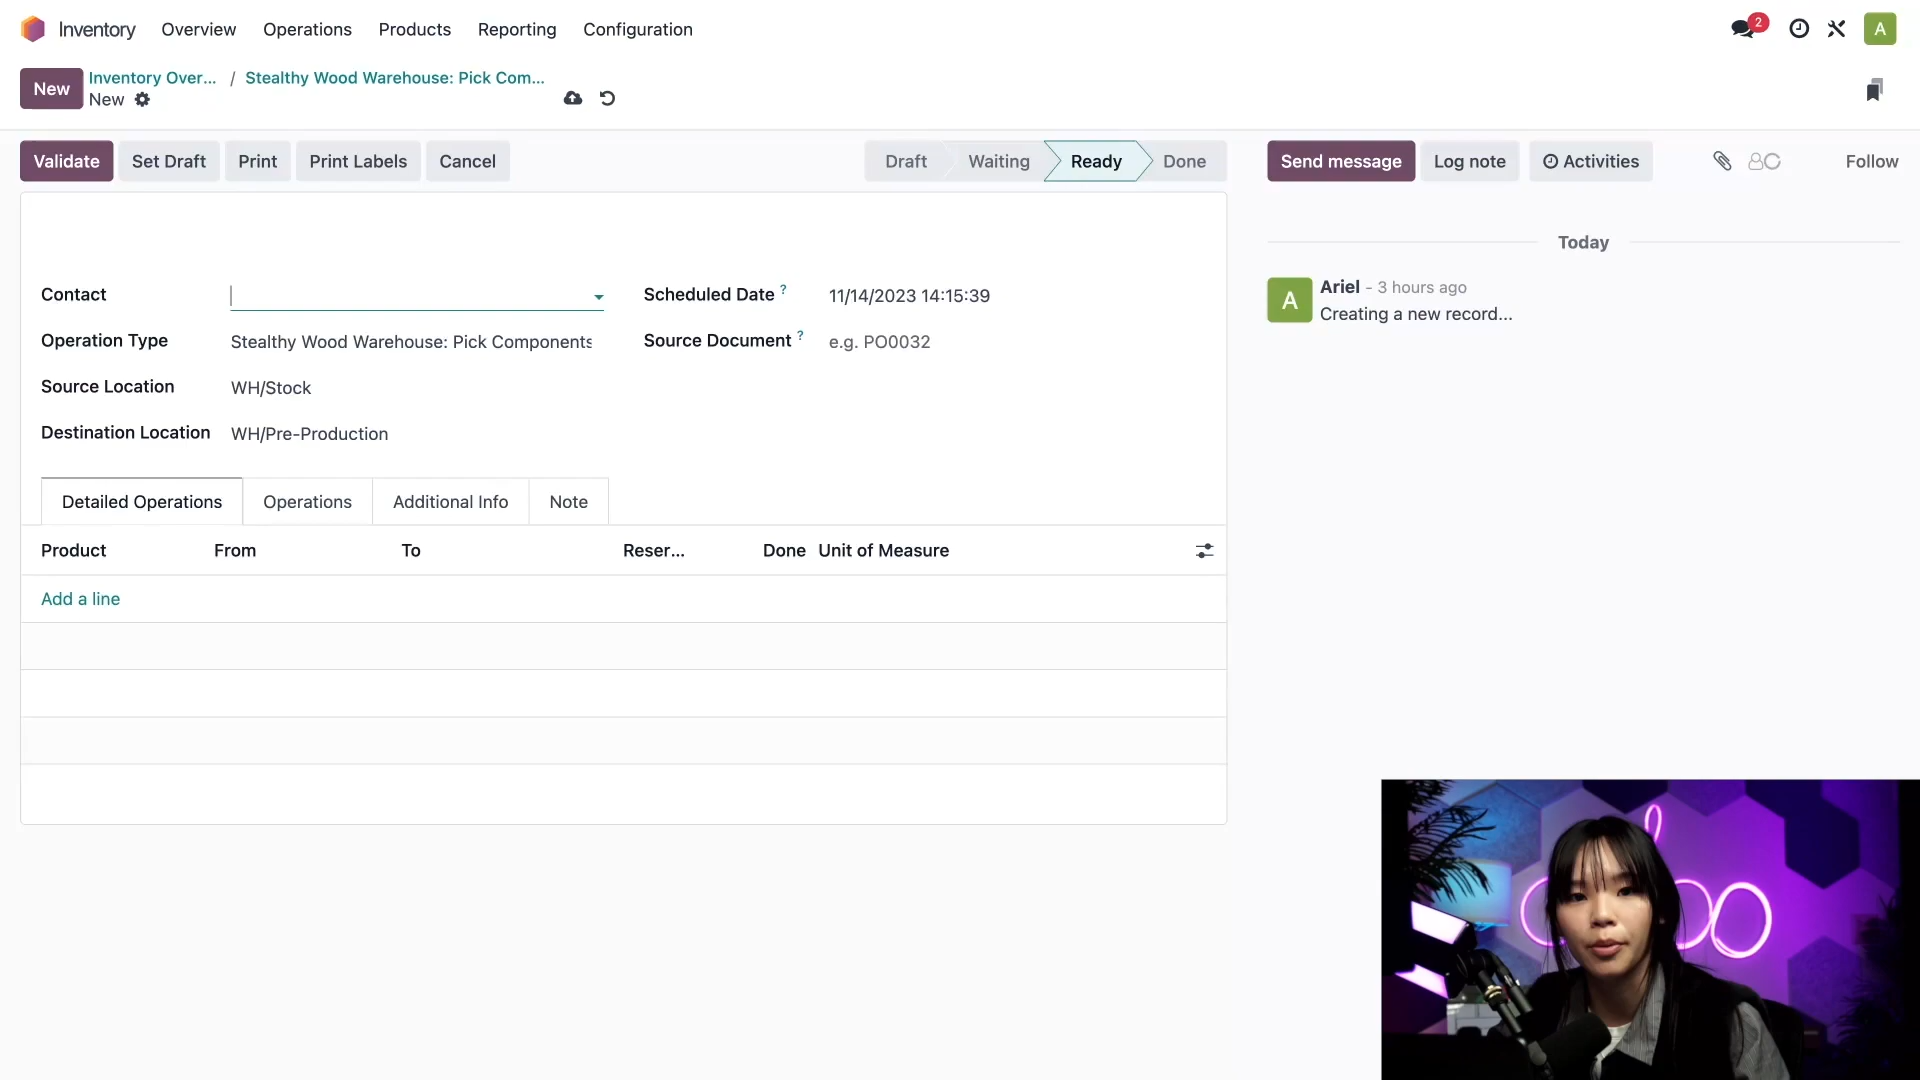 Inventory Overview Operations Products Reporting Configuration 2 A
New Inventory Over... / Stealthy Wood Warehouse: Pick Com...
New
Validate Set Draft Print Print Labels Cancel Draft Waiting Ready Done Send message Log note Activities Follow
Today
Contact Scheduled Date ? 11/14/2023 14:15:39
A Ariel - 3 hours ago
Creating a new record...
Operation Type Stealthy Wood Warehouse: Pick Components Source Document ? e.g. PO0032
Source Location WH/Stock
Destination Location WH/Pre-Production
Detailed Operations Operations Additional Info Note
Product From To Reser... Done Unit of Measure
Add a line
odoo